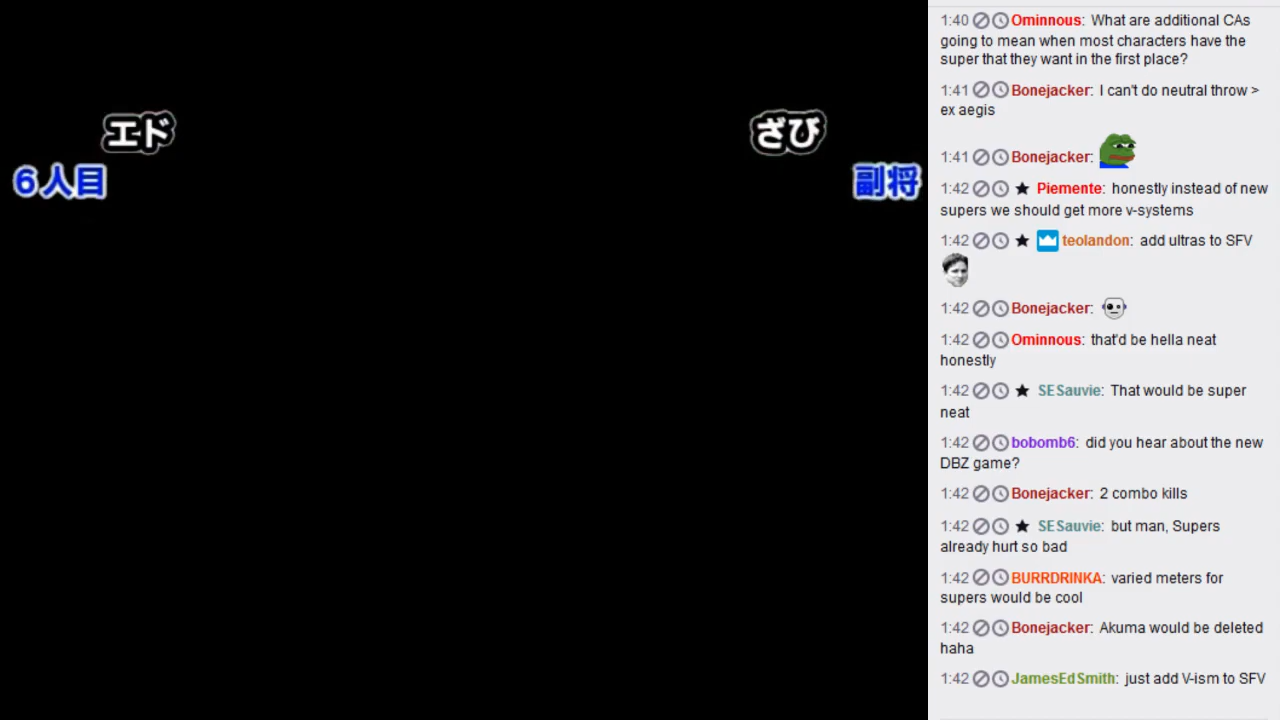 エド
ざび
6人目
副将
1:40 Ominnous: What are additional CAs
going to mean when most characters have the
super that they want in the first place?
1:41 Bonejacker: I can't do neutral throw >
ex aegis
1:41 Bonejacker:
1:42 Piemente: honestly instead of new
supers we should get more v-systems
1:42 teolandon: add ultras to SFV
1:42 Bonejacker:
1:42 Ominnous: that'd be hella neat
honestly
1:42 SESauvie: That would be super
neat
1:42 bobomb6: did you hear about the new
DBZ game?
1:42 Bonejacker: 2 combo kills
1:42 SESauvie: but man, Supers
already hurt so bad
1:42 BURRDRINKA: varied meters for
supers would be cool
1:42 Bonejacker: Akuma would be deleted
haha
1:42 JamesEdSmith: just add V-ism to SFV